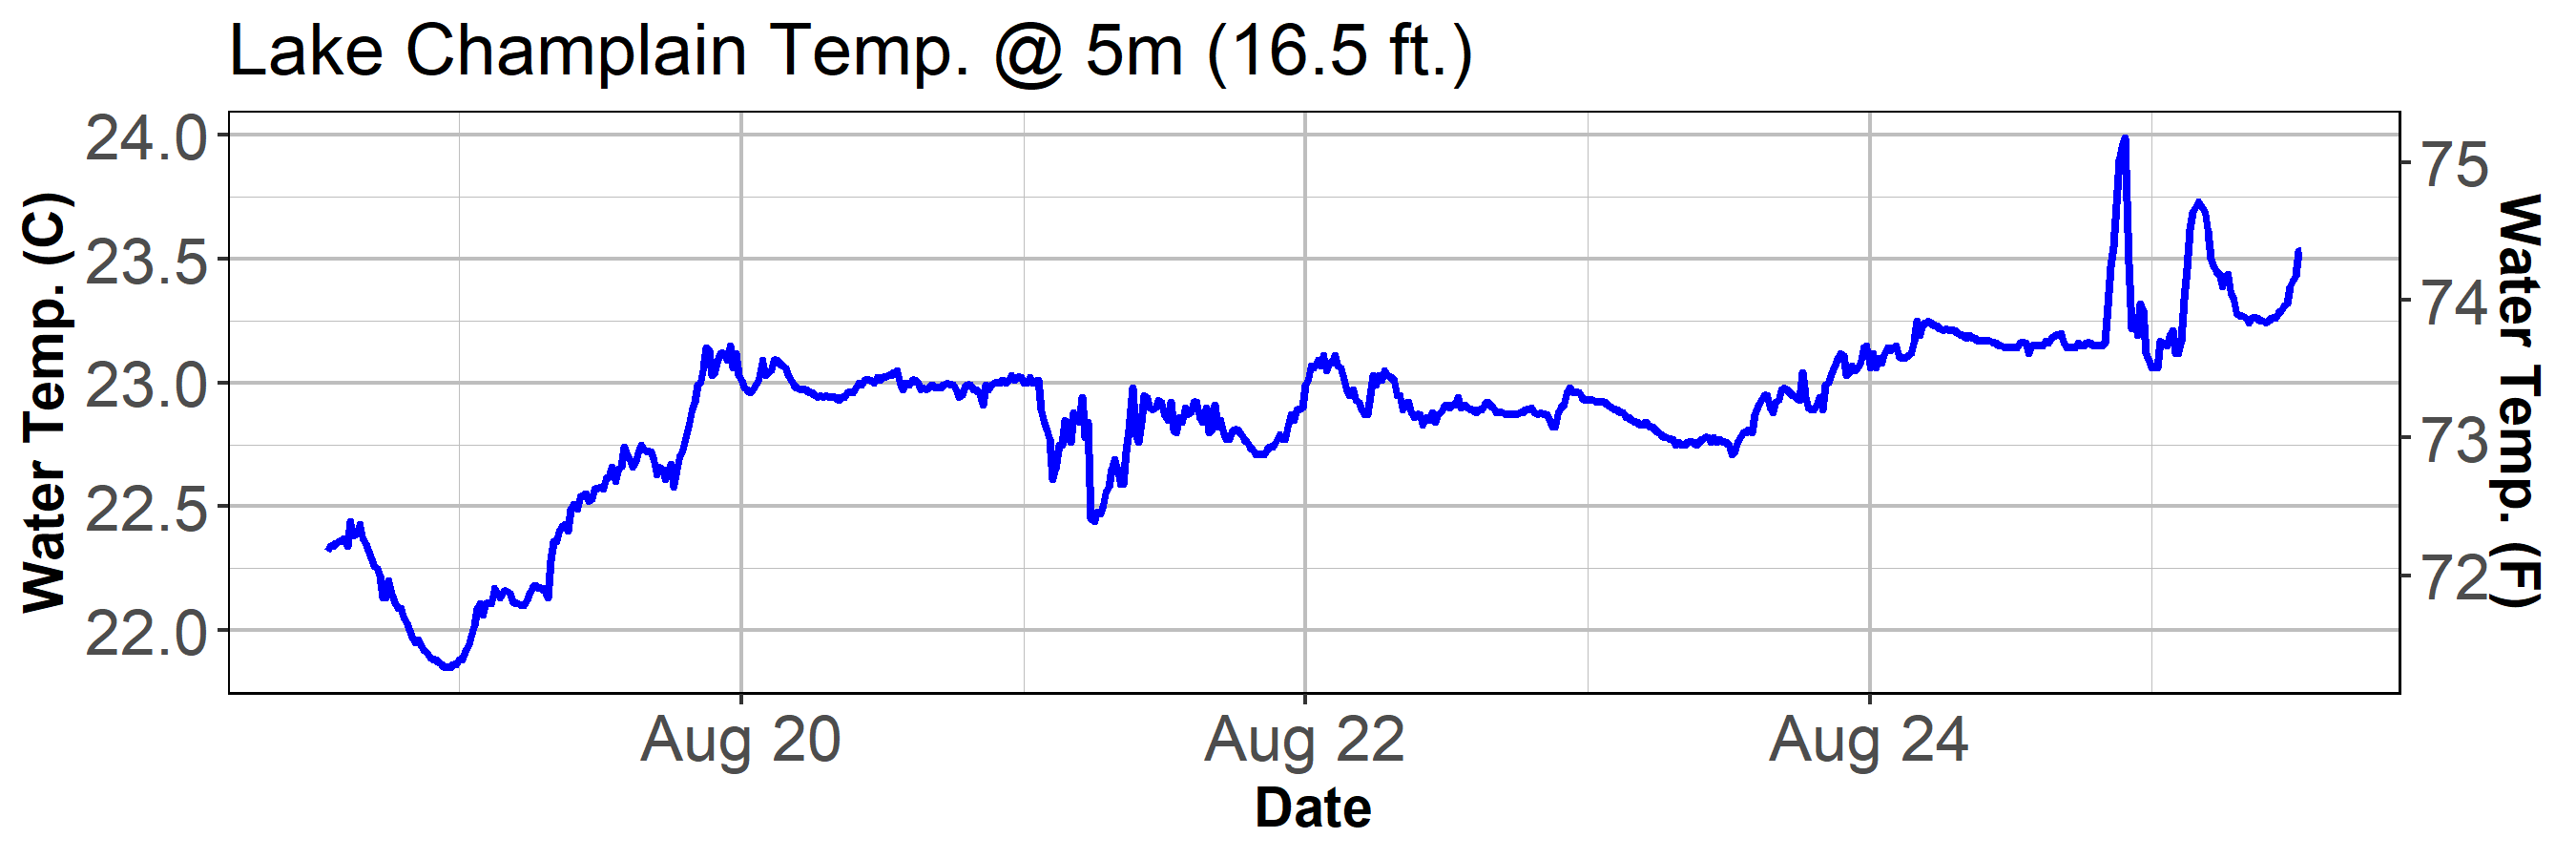 Lake Champlain Temp. @ 5m (16.5 ft.)
Water Temp. (C)
24.0
23.5
23.0
22.5
22.0
75
74
73
72
Water Temp. (F)
Aug 20
Aug 22
Aug 24
Date